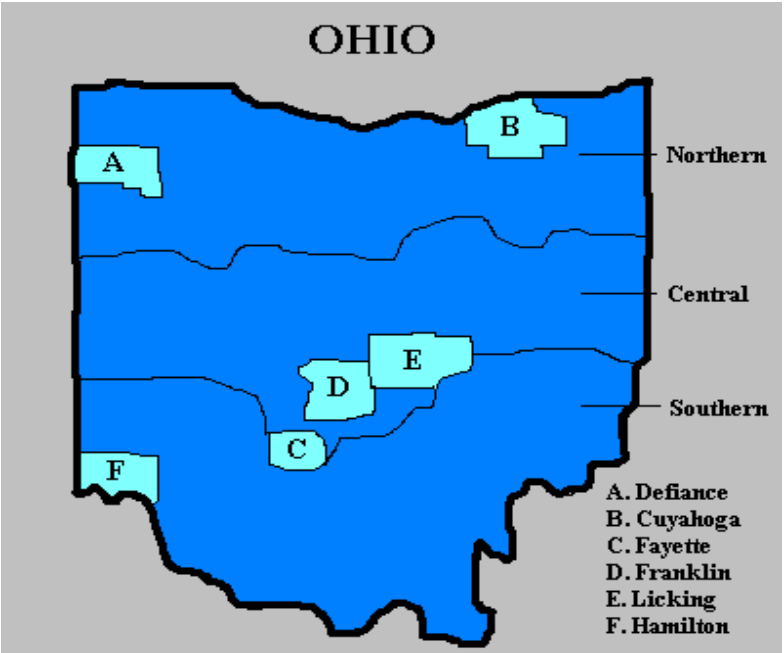 OHIO
B
A
Northern
Central
E
D
Southern
C
F
A. Defiance
B. Cuyahoga
C. Fayette
D. Franklin
E. Licking
F. Hamilton